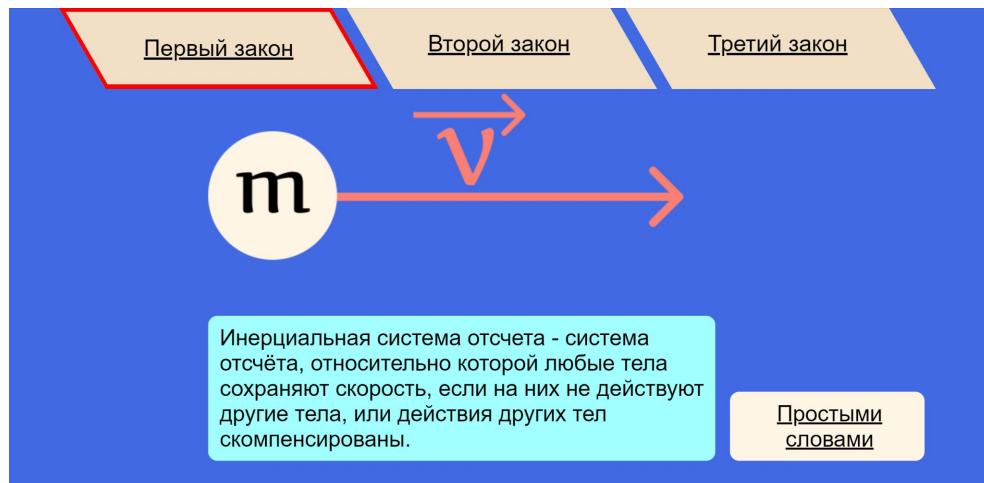 Первый закон
Второй закон
Третий закон
v
m
Инерциальная система отсчета - система
отсчёта, относительно которой любые тела
сохраняют скорость, если на них не действуют
другие тела, или действия других тел
скомпенсированы.
Простыми
словами